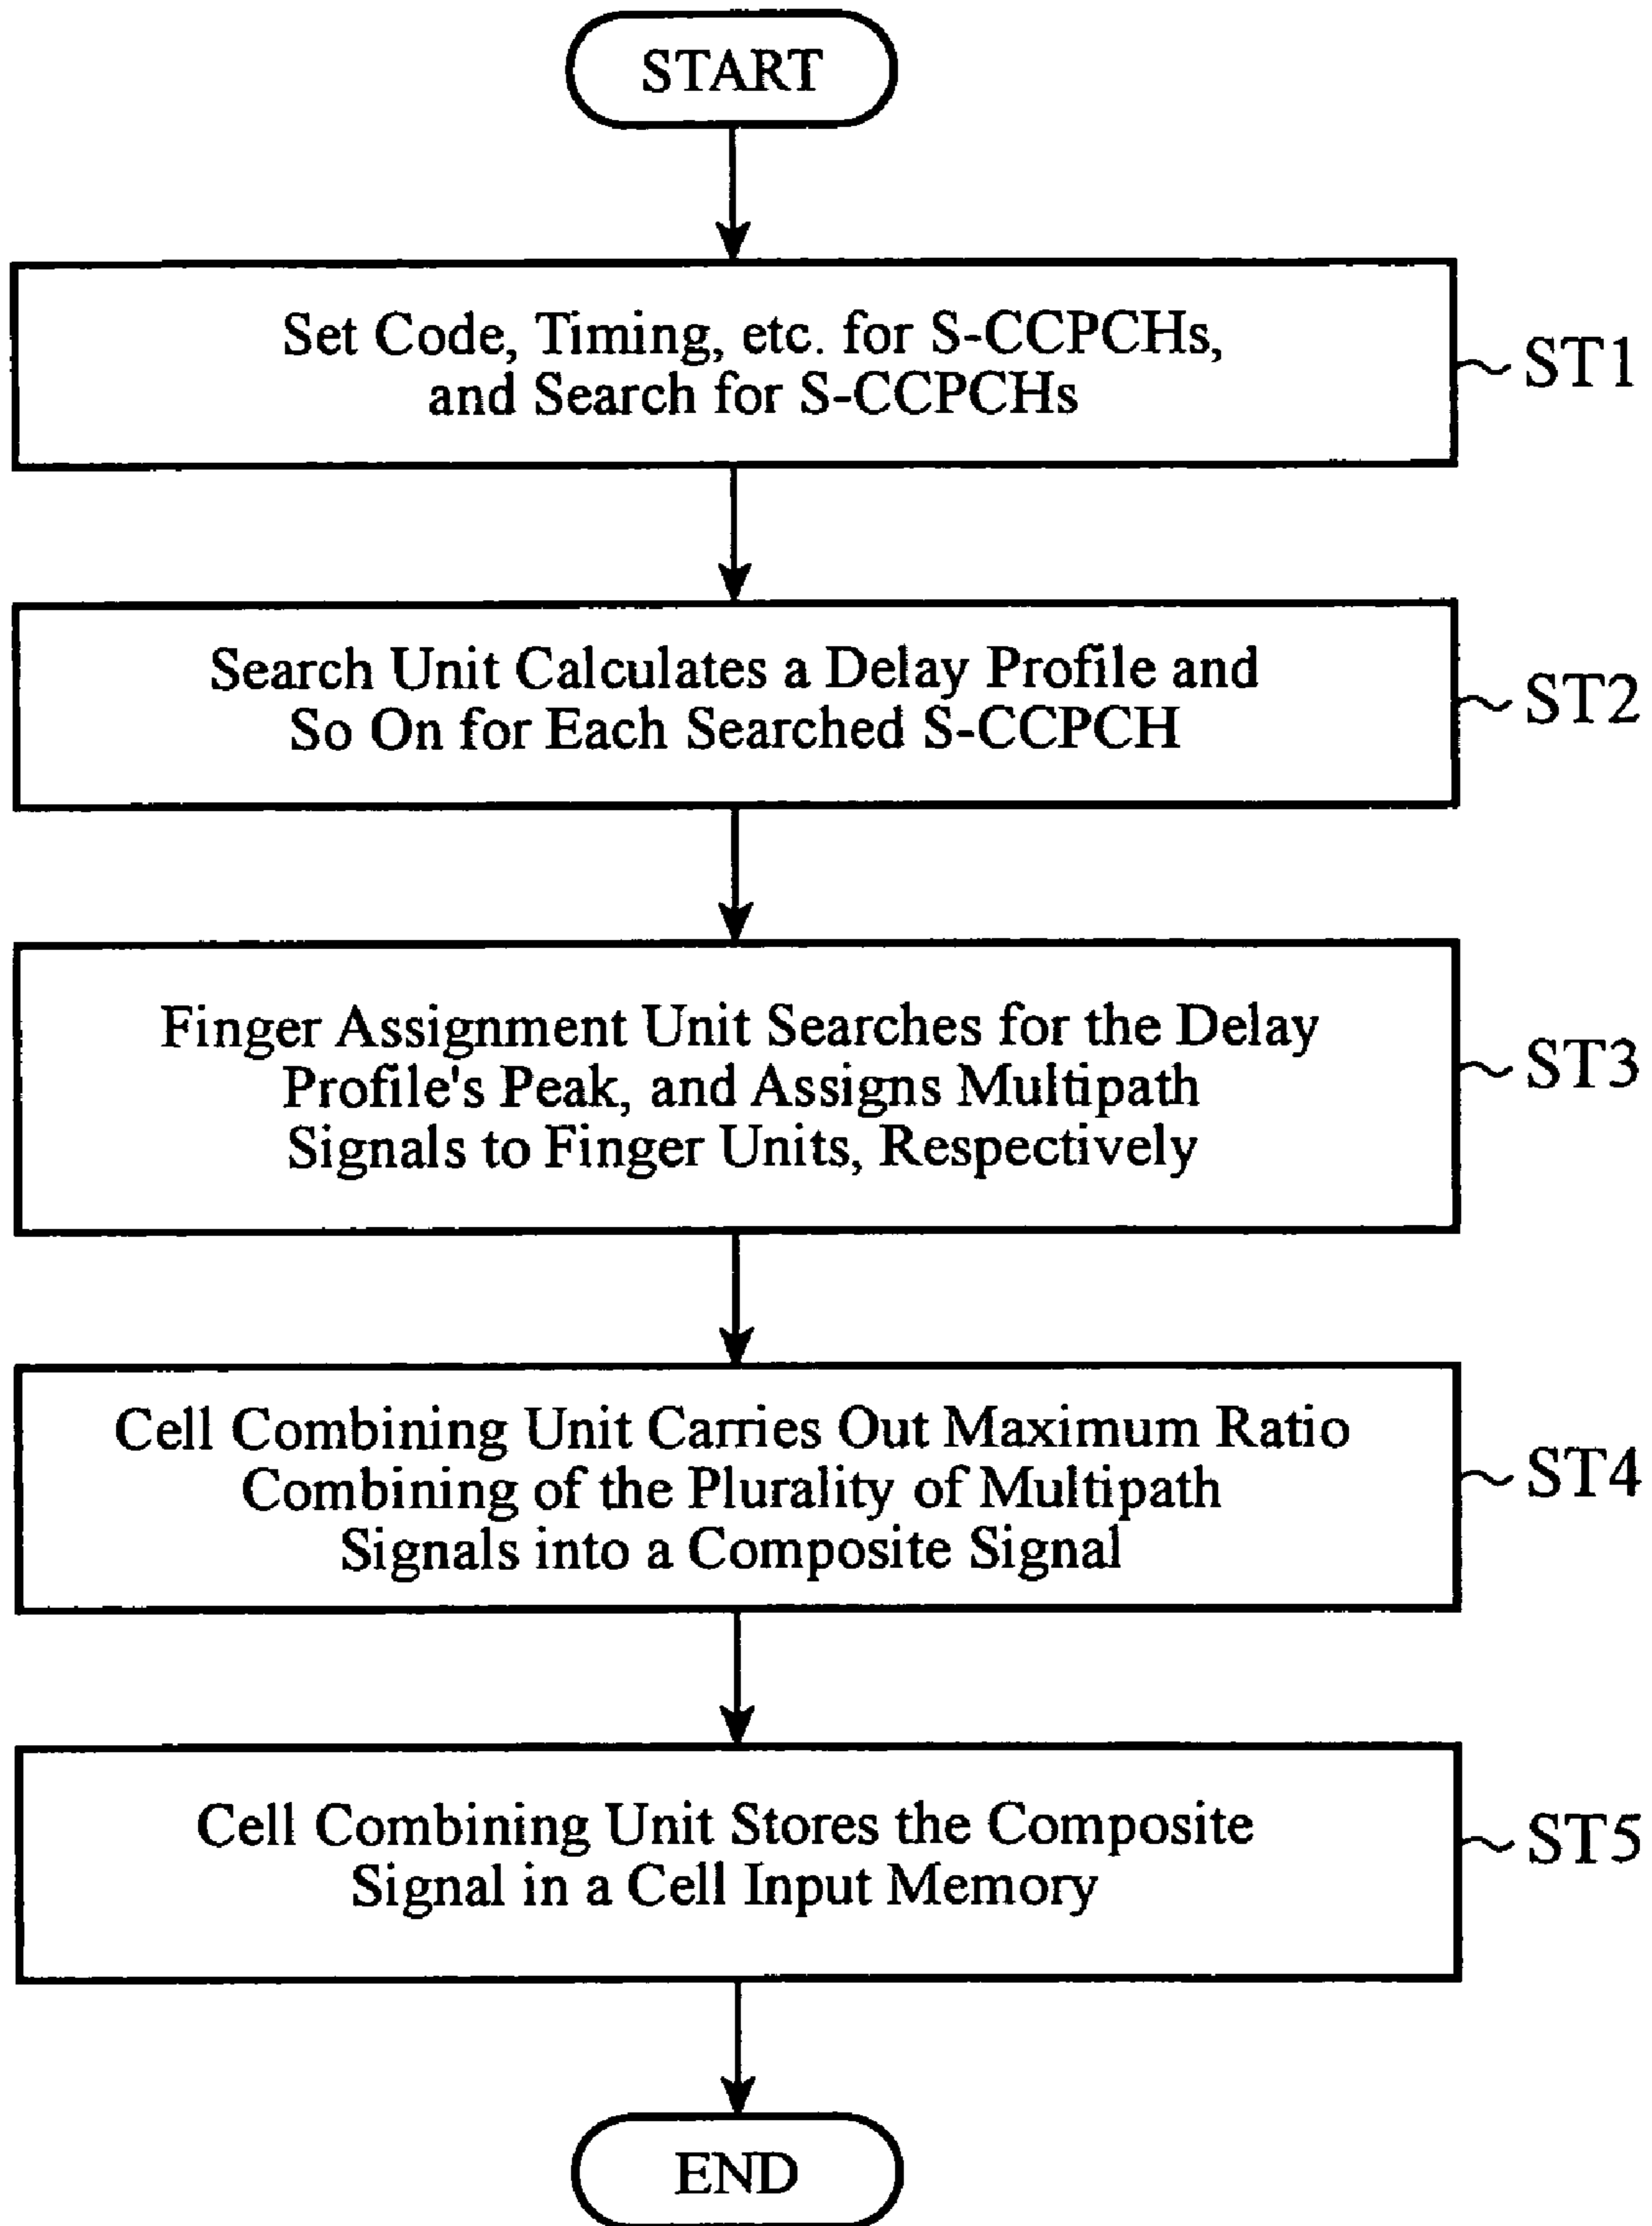 START
Set Code, Timing, etc. for S-CCPCHs,
and Search for S-CCPCHs
ST1
Search Unit Calculates a Delay Profile and
So On for Each Searched S-CCPCH
ST2
Finger Assignment Unit Searches for the Delay
Profile's Peak, and Assigns Multipath
Signals to Finger Units, Respectively
ST3
Cell Combining Unit Carries Out Maximum Ratio
Combining of the Plurality of Multipath
Signals into a Composite Signal
ST4
Cell Combining Unit Stores the Composite
Signal in a Cell Input Memory
ST5
END